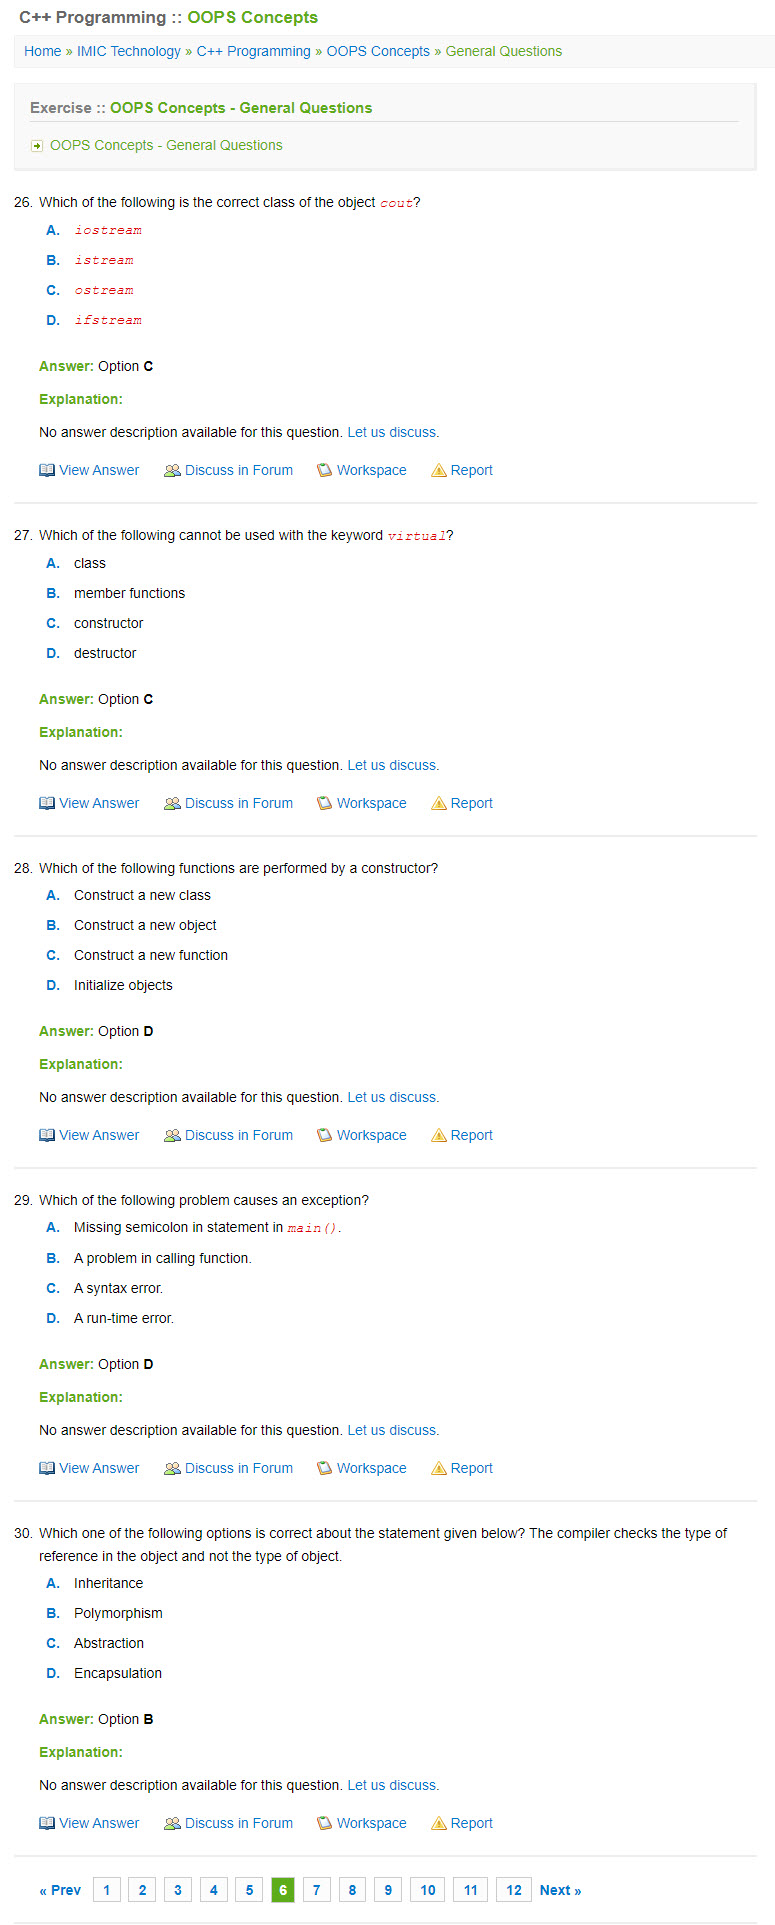 C++ Programming :: OOPS Concepts
Home » IMIC Technology » C++ Programming » OOPS Concepts » General Questions
Exercise :: OOPS Concepts - General Questions
OOPS Concepts - General Questions
26. Which of the following is the correct class of the object cout?
A. iostream
B. istream
C. ostream
D. ifstream
Answer: Option C
Explanation:
No answer description available for this question. Let us discuss.
View Answer Discuss in Forum Workspace Report
27. Which of the following cannot be used with the keyword virtual?
A. class
B. member functions
C. constructor
D. destructor
Answer: Option C
Explanation:
No answer description available for this question. Let us discuss.
View Answer Discuss in Forum Workspace Report
28. Which of the following functions are performed by a constructor?
A. Construct a new class
B. Construct a new object
C. Construct a new function
D. Initialize objects
Answer: Option D
Explanation:
No answer description available for this question. Let us discuss.
View Answer Discuss in Forum Workspace Report
29. Which of the following problem causes an exception?
A. Missing semicolon in statement in main().
B. A problem in calling function.
C. A syntax error.
D. A run-time error.
Answer: Option D
Explanation:
No answer description available for this question. Let us discuss.
View Answer Discuss in Forum Workspace Report
30. Which one of the following options is correct about the statement given below? The compiler checks the type of
reference in the object and not the type of object.
A. Inheritance
B. Polymorphism
C. Abstraction
D. Encapsulation
Answer: Option B
Explanation:
No answer description available for this question. Let us discuss.
View Answer Discuss in Forum Workspace Report
« Prev 1 2 3 4 5 6 7 8 9 10 11 12 Next »